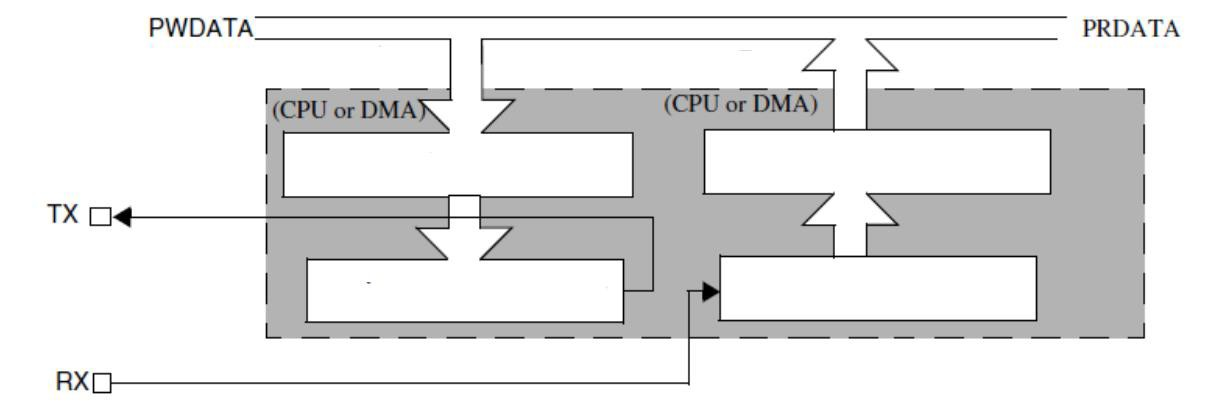 PWDATA
PRDATA
(CPU or DMA)
(CPU or DMA)
TX
RX